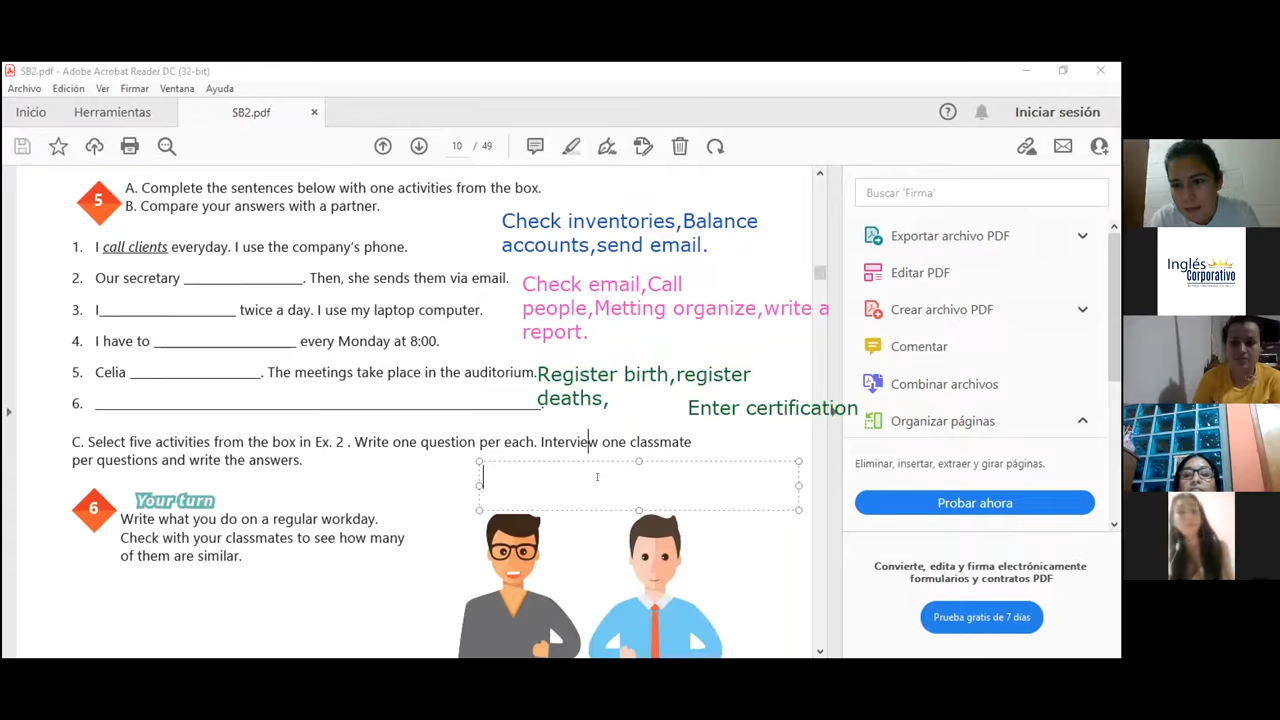 SB2.pdf - Adobe Acrobat Reader DC (32-bit)
Archivo Edición Ver Firmar Ventana Ayuda
Inicio Herramientas SB2.pdf × Iniciar sesión
10 / 49
5
A. Complete the sentences below with one activities from the box.
B. Compare your answers with a partner.
1. I call clients everyday. I use the company's phone.
2. Our secretary ____________________. Then, she sends them via email.
3. I_______________________ twice a day. I use my laptop computer.
4. I have to ________________________ every Monday at 8:00.
5. Celia ______________________. The meetings take place in the auditorium.
6. ____________________________________________________________________________.
Check inventories,Balance
accounts,send email.
Check email,Call
people,Metting organize,write a
report.
Register birth,register
deaths,
Enter certification
C. Select five activities from the box in Ex. 2 . Write one question per each. Interview one classmate
per questions and write the answers.
6
Your turn
Write what you do on a regular workday.
Check with your classmates to see how many
of them are similar.
Buscar 'Firma'
Exportar archivo PDF
Editar PDF
Crear archivo PDF
Comentar
Combinar archivos
Organizar páginas
Eliminar, insertar, extraer y girar páginas.
Probar ahora
Convierte, edita y firma electrónicamente
formularios y contratos PDF
Prueba gratis de 7 días
Inglés
Corporativo